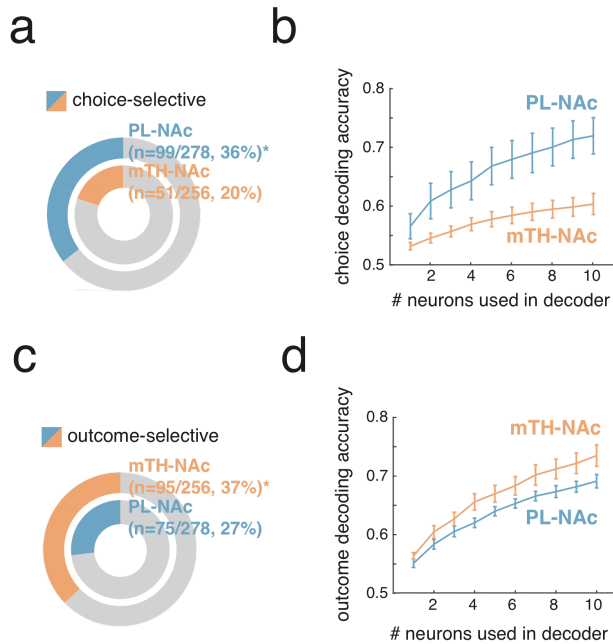 a
choice-selective
PL-NAc
(n=99/278, 36%)*
mTH-NAc
(n=51/256, 20%)
b
choice decoding accuracy
0.8
0.7
0.6
0.5
PL-NAc
mTH-NAc
2 4 6 8 10
# neurons used in decoder
c
outcome-selective
mTH-NAc
(n=95/256, 37%)*
PL-NAc
(n=75/278, 27%)
d
outcome decoding accuracy
0.8
0.7
0.6
0.5
mTH-NAc
PL-NAc
2 4 6 8 10
# neurons used in decoder